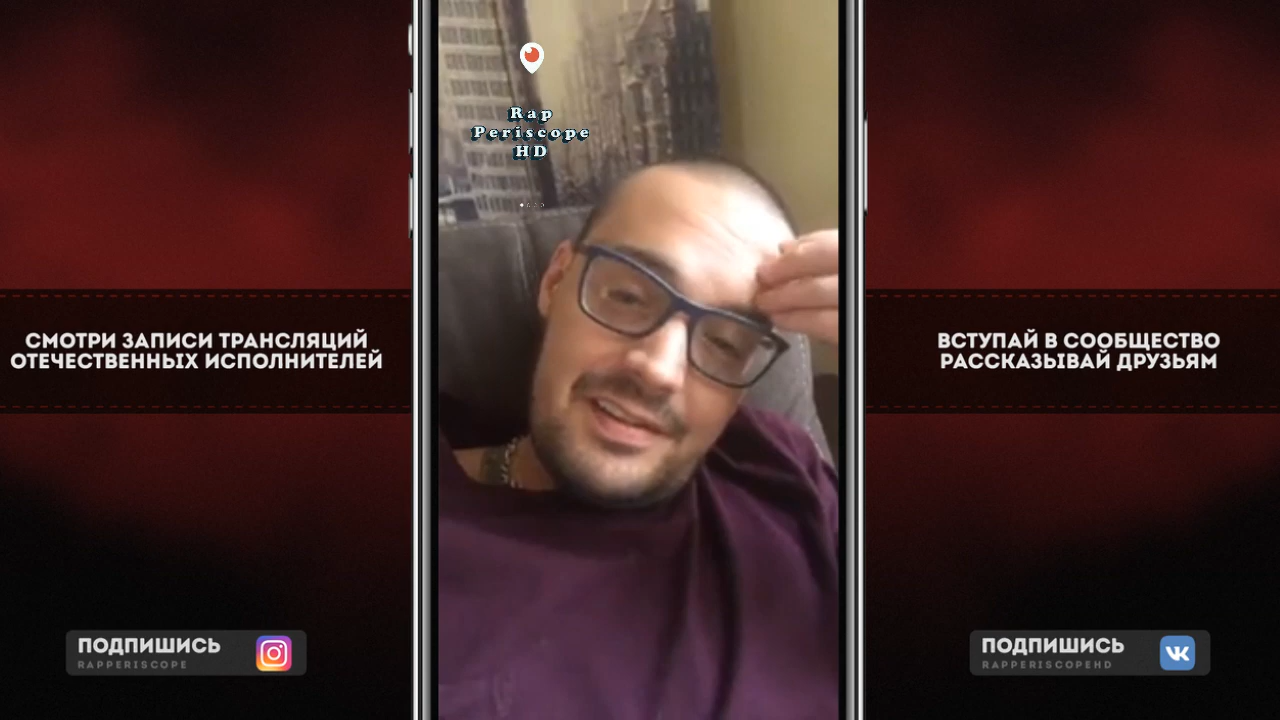 Rap
Periscope
HD
СМОТРИ ЗАПИСИ ТРАНСЛЯЦИЙ
ОТЕЧЕСТВЕННЫХ ИСПОЛНИТЕЛЕЙ
ВСТУПАЙ В СООБЩЕСТВО
РАССКАЗЫВАЙ ДРУЗЬЯМ
ПОДПИШИСЬ
RAPPERISCOPE
ПОДПИШИСЬ
RAPPERISCOPEHD